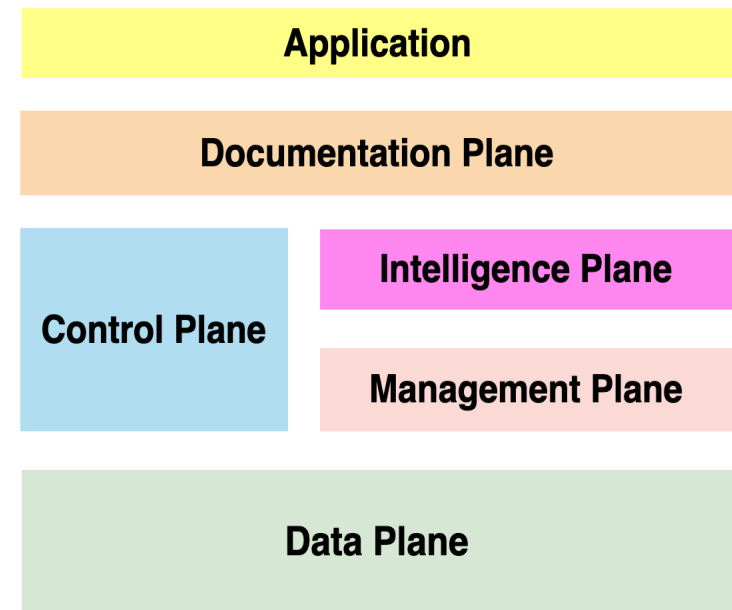 Application
Documentation Plane
Control Plane
Intelligence Plane
Management Plane
Data Plane